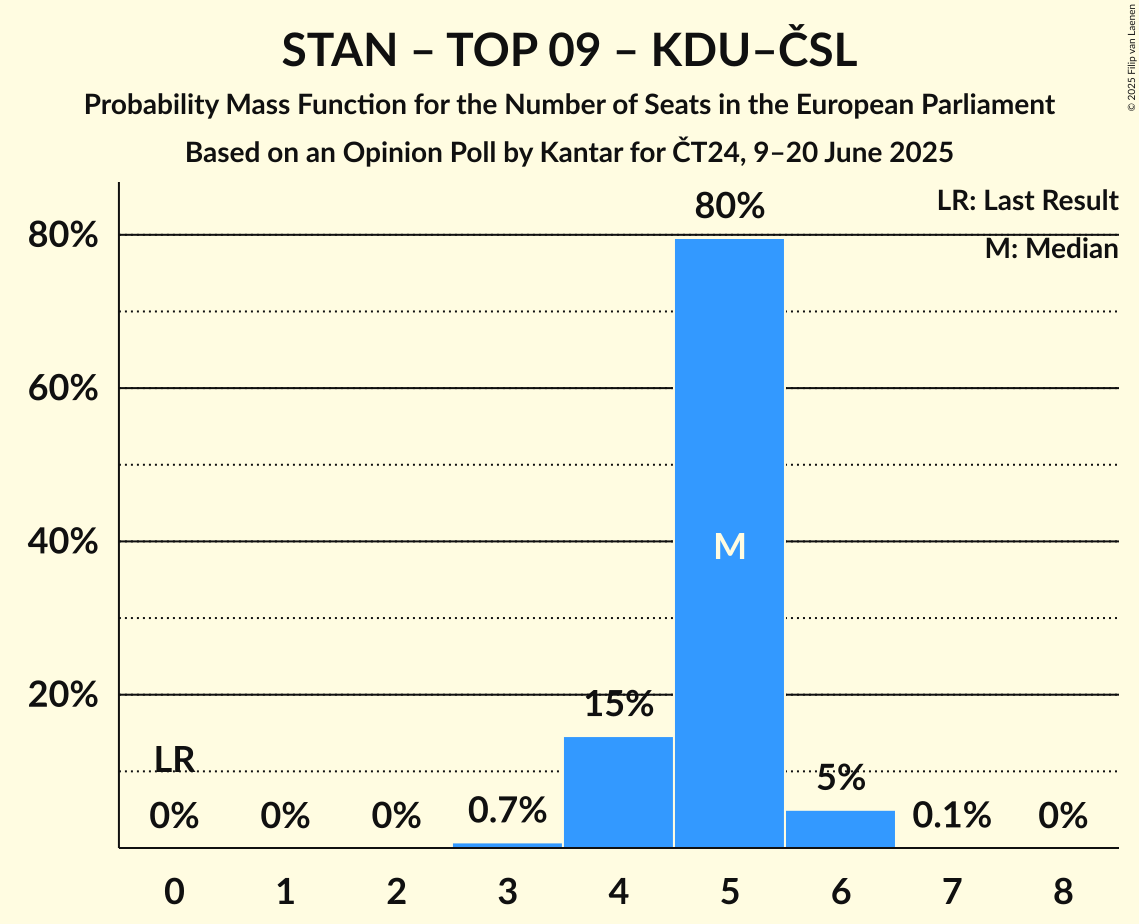 © 2025 Filip van Laenen
STAN – TOP 09 – KDU–ČSL
Probability Mass Function for the Number of Seats in the European Parliament
Based on an Opinion Poll by Kantar for ČT24, 9–20 June 2025
LR: Last Result
M: Median
80%
60%
40%
20%
LR
0% 0% 0% 0.7% 15% 80% 5% 0.1% 0%
M
0 1 2 3 4 5 6 7 8